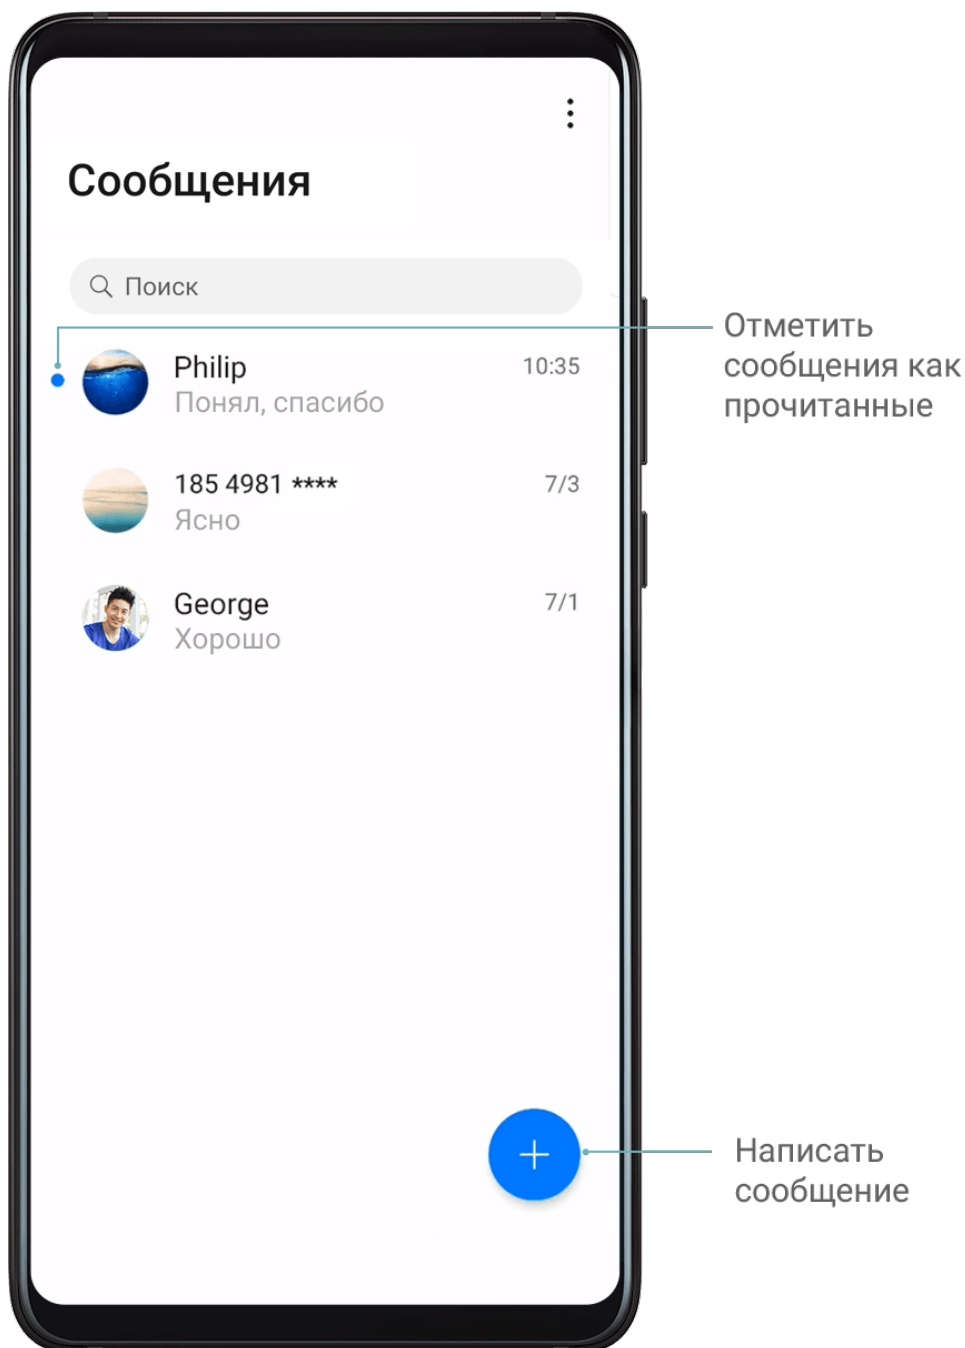 Сообщения
Поиск
Philip
10:35
Понял, спасибо
185 4981 ****
7/3
Ясно
George
7/1
Хорошо
Отметить
сообщения как
прочитанные
Написать
сообщение